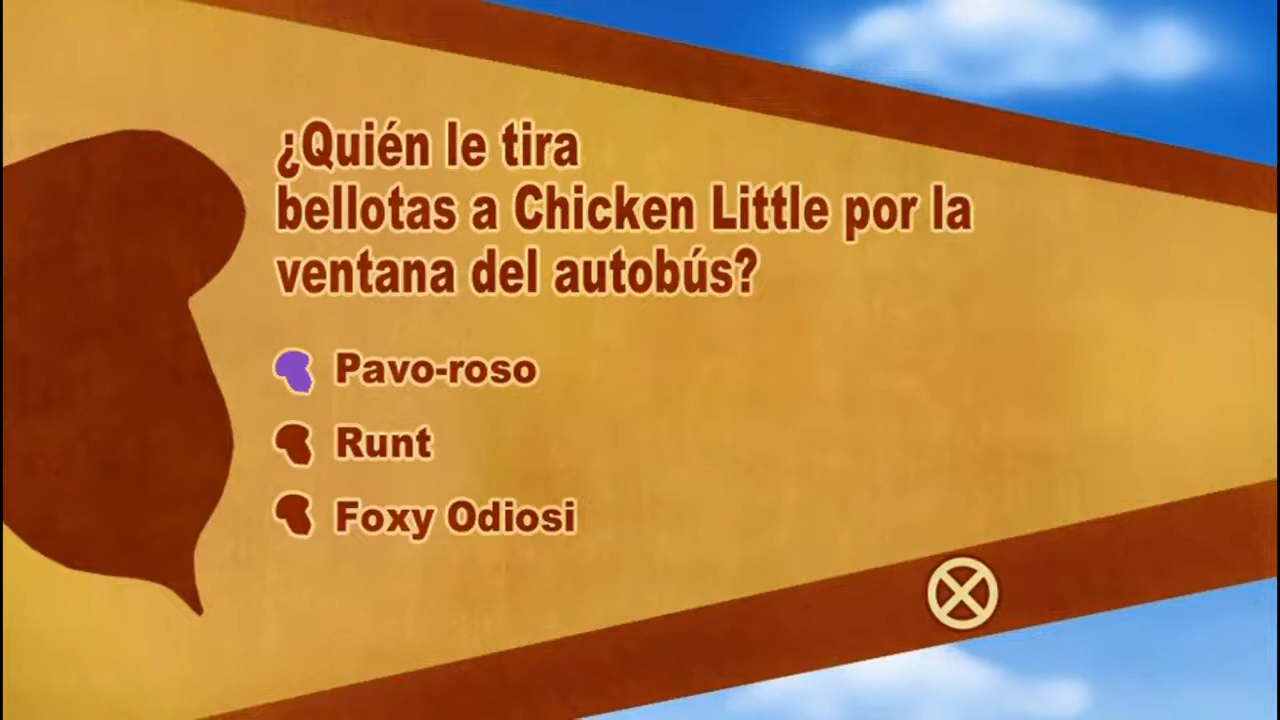 ¿Quién le tira
bellotas a Chicken Little por la
ventana del autobús?
Pavo-roso
Runt
Foxy Odiosi